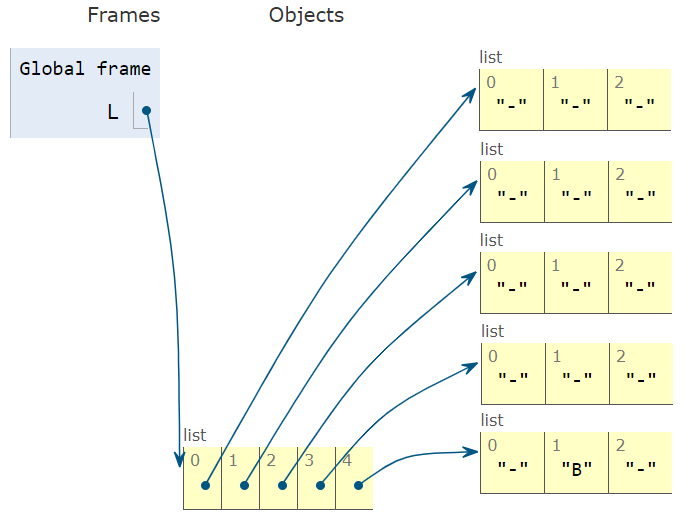 Frames Objects
Global frame
L
list
0 1 2
"-" "-" "-"
list
0 1 2
"-" "-" "-"
list
0 1 2
"-" "-" "-"
list
0 1 2
"-" "-" "-"
list
0 1 2
"-" "B" "-"
list
0 1 2 3 4